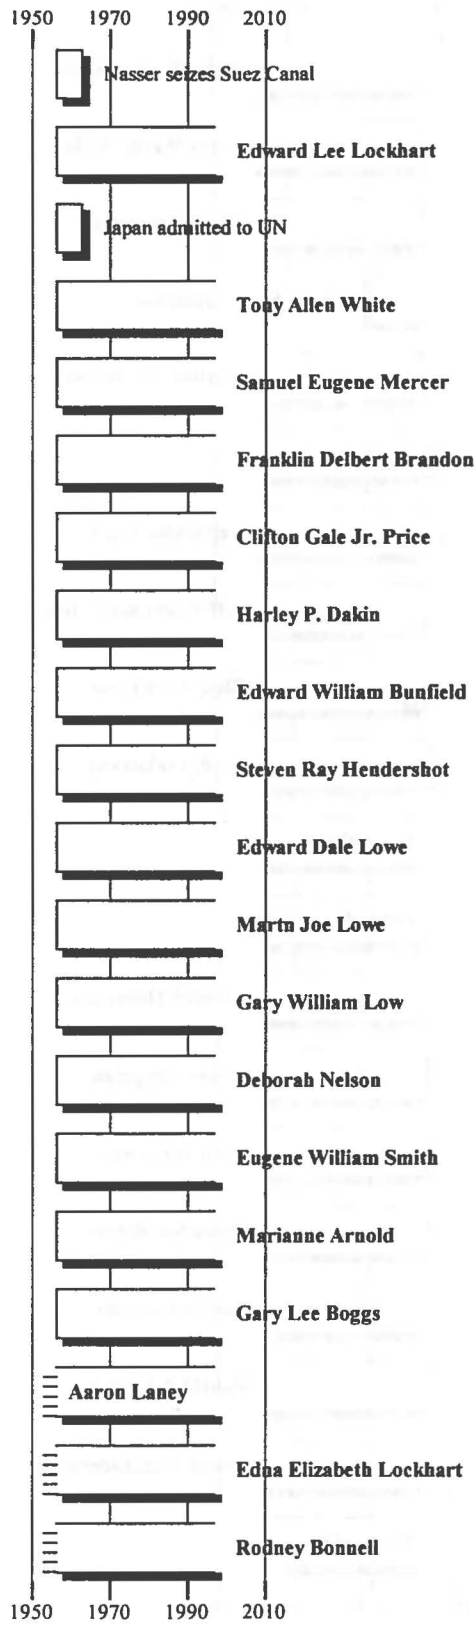 1950 1970 1990 2010
Nasser seizes Suez Canal
Edward Lee Lockhart
Japan admitted to UN
Tony Allen White
Samuel Eugene Mercer
Franklin Delbert Brandon
Clifton Gale Jr. Price
Harley P. Dakin
Edward William Bunfield
Steven Ray Hendershot
Edward Dale Lowe
Martn Joe Lowe
Gary William Low
Deborah Nelson
Eugene William Smith
Marianne Arnold
Gary Lee Boggs
Aaron Laney
Edna Elizabeth Lockhart
Rodney Bonnell
1950 1970 1990 2010